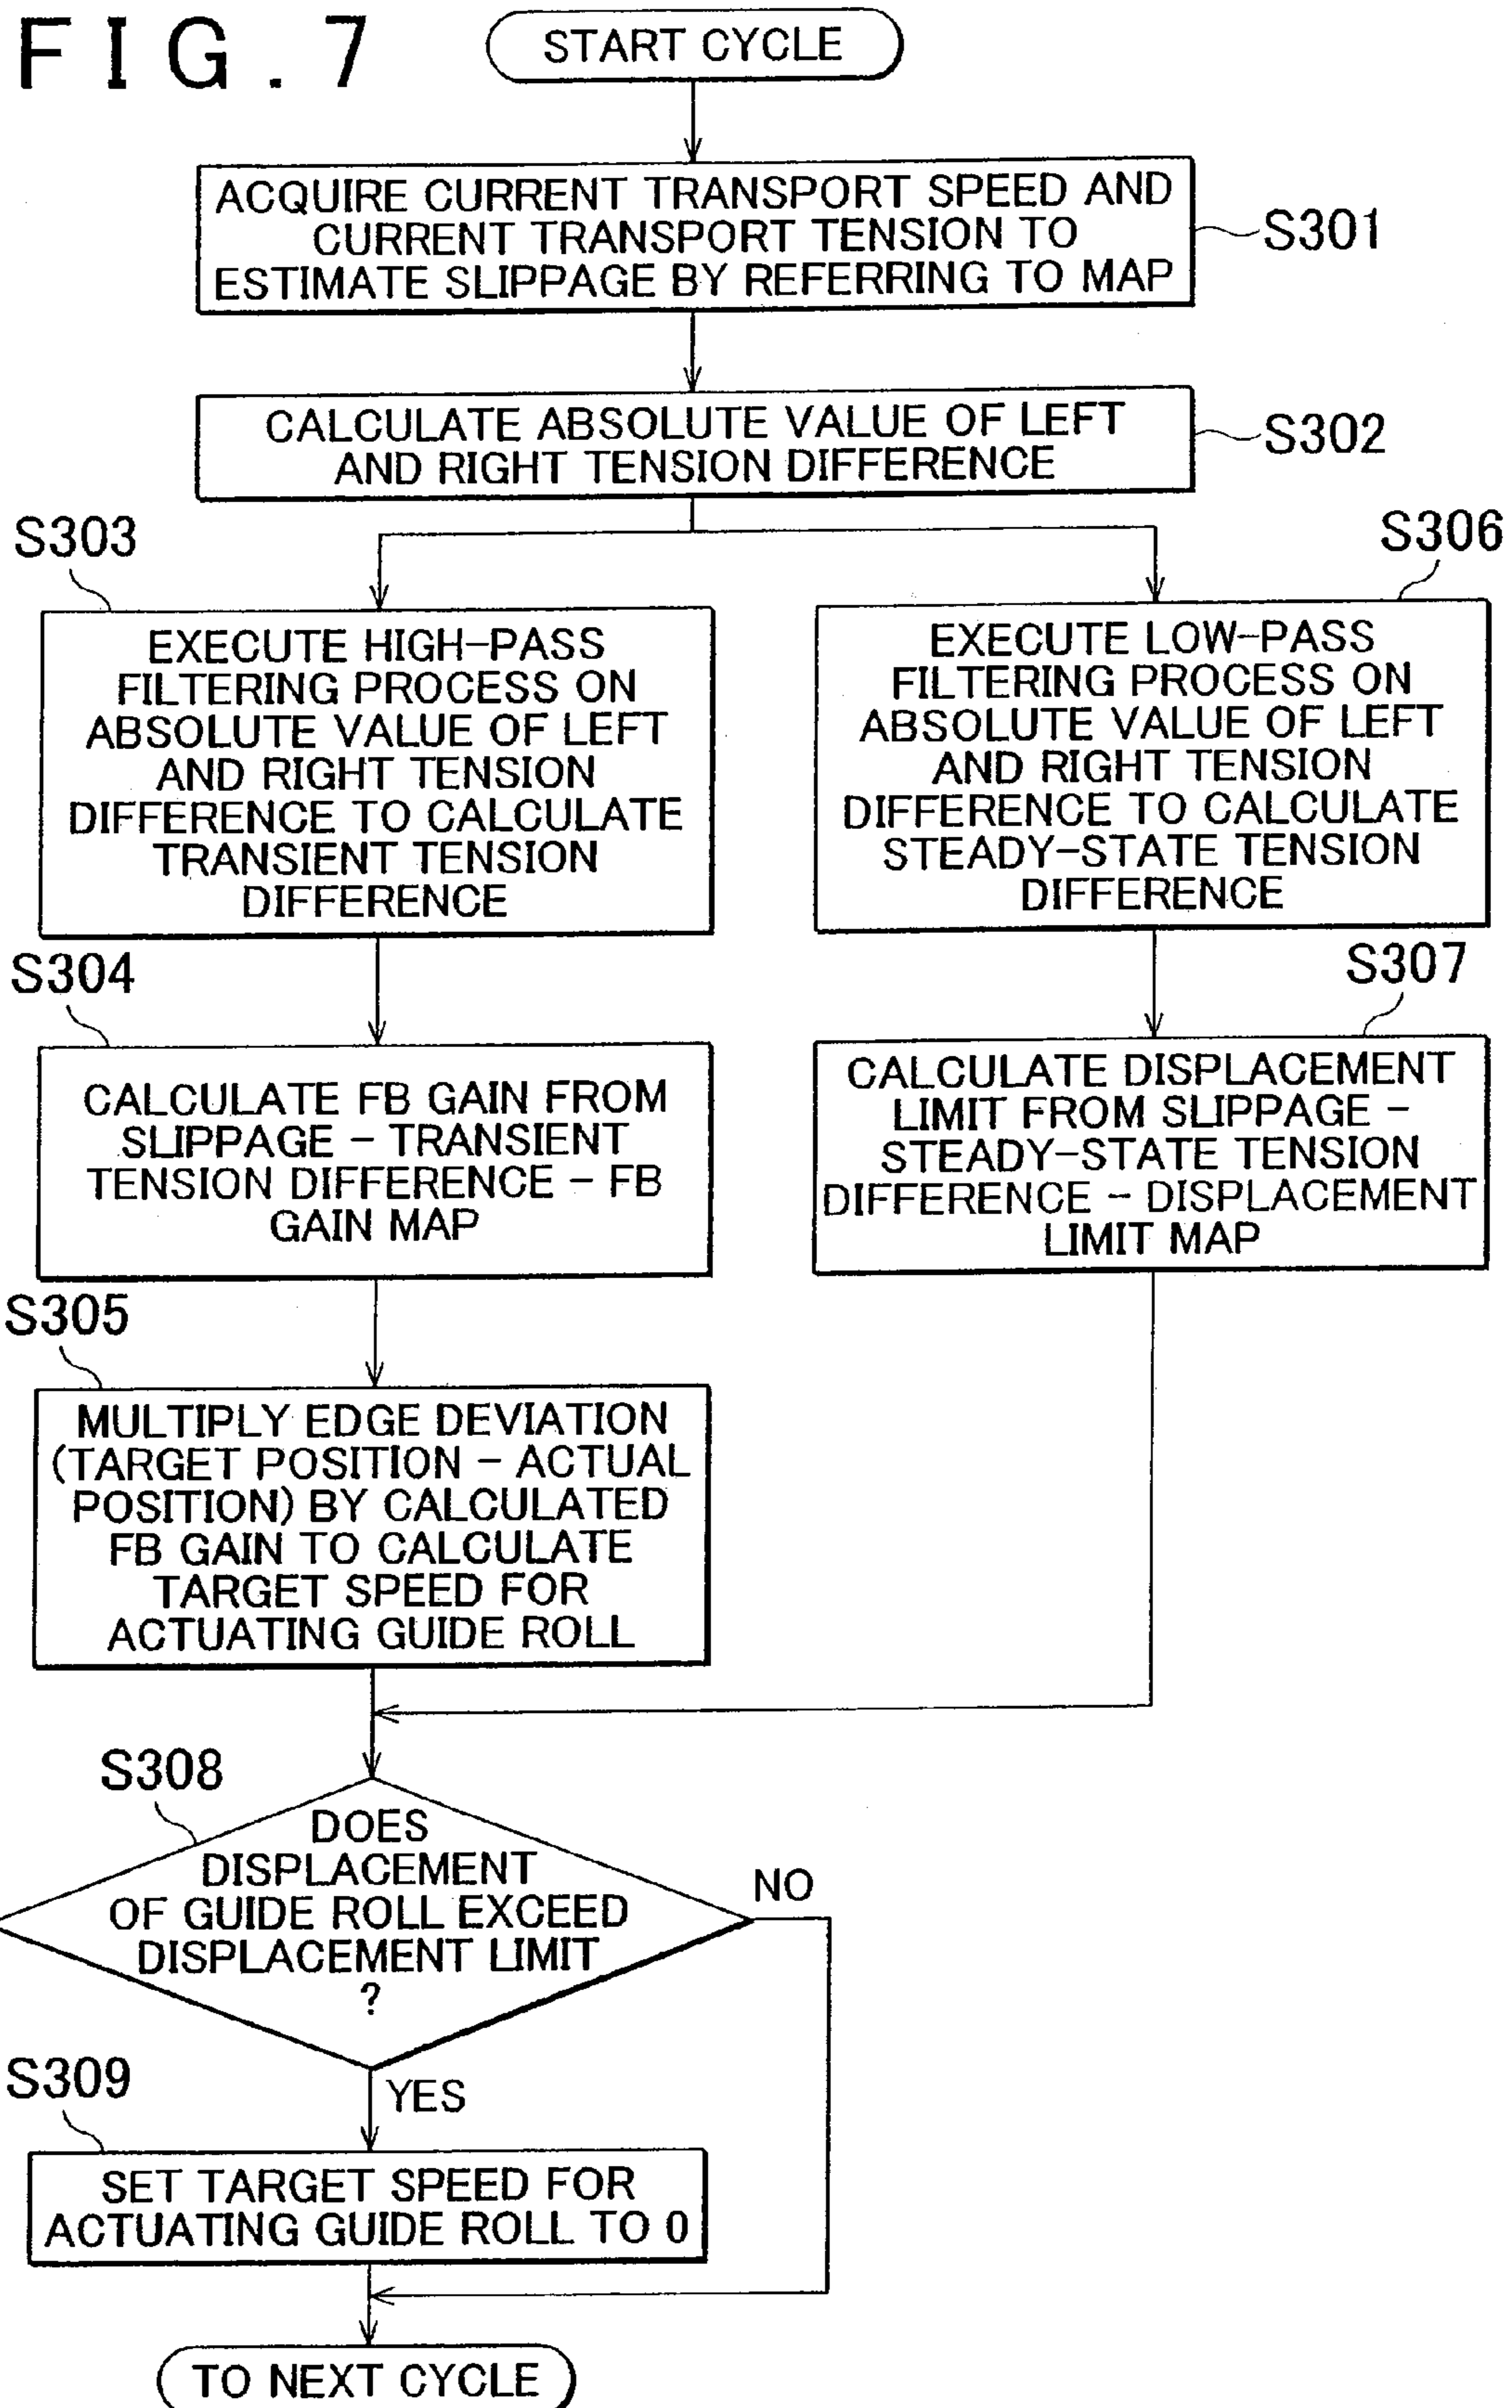 FIG. 7
START CYCLE
ACQUIRE CURRENT TRANSPORT SPEED AND
CURRENT TRANSPORT TENSION TO
ESTIMATE SLIPPAGE BY REFERRING TO MAP
S301
CALCULATE ABSOLUTE VALUE OF LEFT
AND RIGHT TENSION DIFFERENCE
S302
S303
EXECUTE HIGH-PASS
FILTERING PROCESS ON
ABSOLUTE VALUE OF LEFT
AND RIGHT TENSION
DIFFERENCE TO CALCULATE
TRANSIENT TENSION
DIFFERENCE
S306
EXECUTE LOW-PASS
FILTERING PROCESS ON
ABSOLUTE VALUE OF LEFT
AND RIGHT TENSION
DIFFERENCE TO CALCULATE
STEADY-STATE TENSION
DIFFERENCE
S304
CALCULATE FB GAIN FROM
SLIPPAGE - TRANSIENT
TENSION DIFFERENCE - FB
GAIN MAP
S307
CALCULATE DISPLACEMENT
LIMIT FROM SLIPPAGE -
STEADY-STATE TENSION
DIFFERENCE - DISPLACEMENT
LIMIT MAP
S305
MULTIPLY EDGE DEVIATION
(TARGET POSITION - ACTUAL
POSITION) BY CALCULATED
FB GAIN TO CALCULATE
TARGET SPEED FOR
ACTUATING GUIDE ROLL
S308
DOES
DISPLACEMENT
OF GUIDE ROLL EXCEED
DISPLACEMENT LIMIT
?
NO
YES
S309
SET TARGET SPEED FOR
ACTUATING GUIDE ROLL TO 0
TO NEXT CYCLE